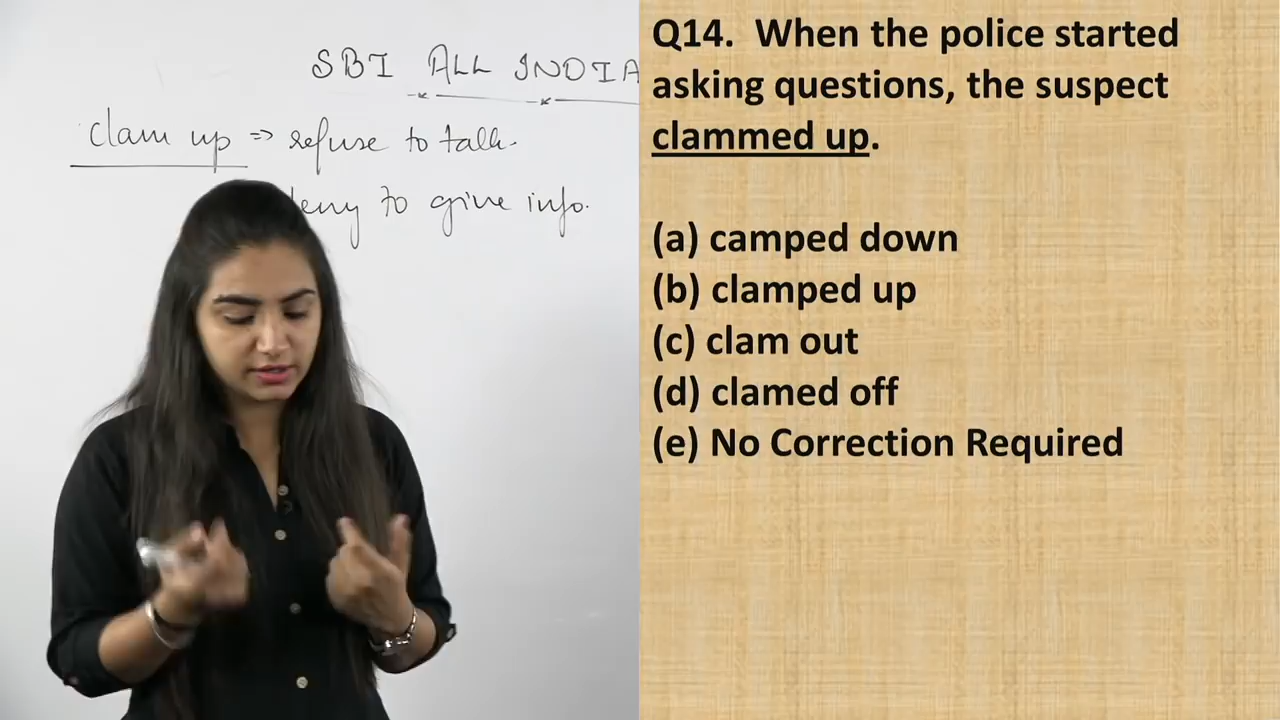 SBI ALL INDIA
clam up => refuse to talk.
to give info.
Q14. When the police started
asking questions, the suspect
clammed up.
(a) camped down
(b) clamped up
(c) clam out
(d) clamed off
(e) No Correction Required